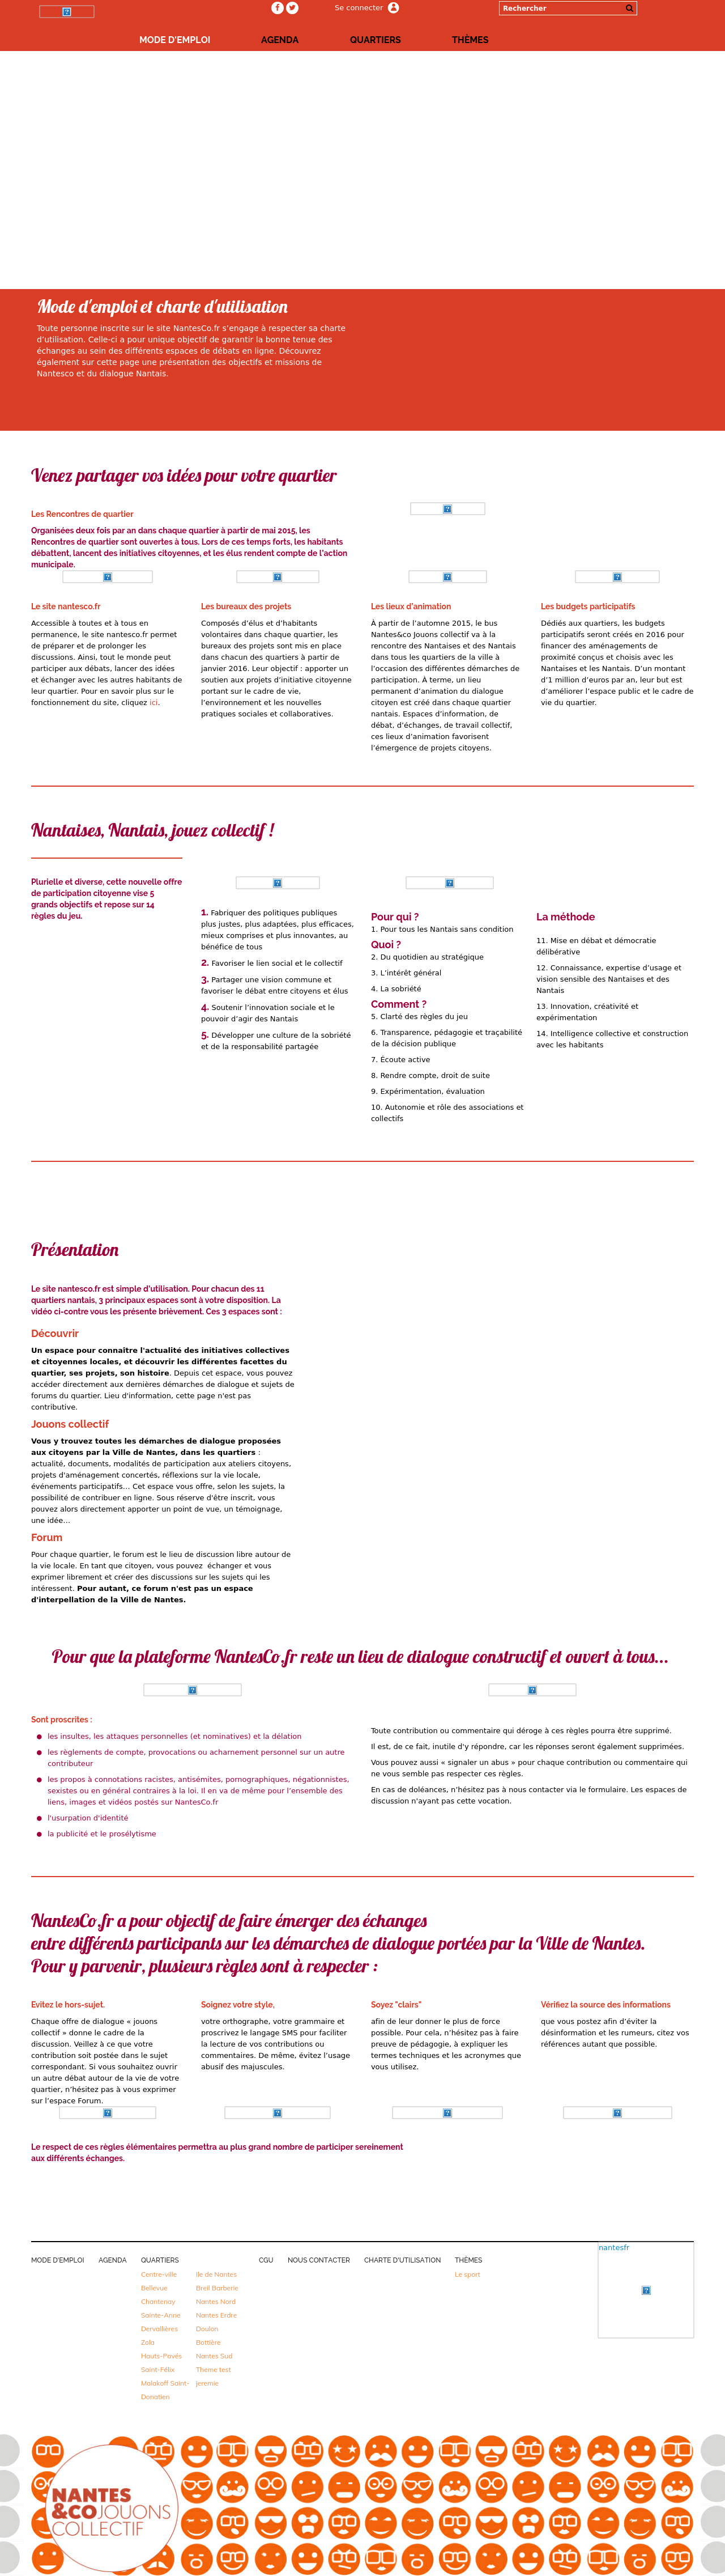 Se connecter
Rechercher
MODE D'EMPLOI
AGENDA
QUARTIERS
THÈMES
Mode d'emploi et charte d'utilisation
Toute personne inscrite sur le site NantesCo.fr s’engage à respecter sa charte
d’utilisation. Celle-ci a pour unique objectif de garantir la bonne tenue des
échanges au sein des différents espaces de débats en ligne. Découvrez
également sur cette page une présentation des objectifs et missions de
Nantesco et du dialogue Nantais.
Venez partager vos idées pour votre quartier
Les Rencontres de quartier
Organisées deux fois par an dans chaque quartier à partir de mai 2015, les
Rencontres de quartier sont ouvertes à tous. Lors de ces temps forts, les habitants
débattent, lancent des initiatives citoyennes, et les élus rendent compte de l'action
municipale.
Le site nantesco.fr
Accessible à toutes et à tous en
permanence, le site nantesco.fr permet
de préparer et de prolonger les
discussions. Ainsi, tout le monde peut
participer aux débats, lancer des idées
et échanger avec les autres habitants de
leur quartier. Pour en savoir plus sur le
fonctionnement du site, cliquez ici.
Les bureaux des projets
Composés d’élus et d’habitants
volontaires dans chaque quartier, les
bureaux des projets sont mis en place
dans chacun des quartiers à partir de
janvier 2016. Leur objectif : apporter un
soutien aux projets d’initiative citoyenne
portant sur le cadre de vie,
l’environnement et les nouvelles
pratiques sociales et collaboratives.
Les lieux d’animation
À partir de l’automne 2015, le bus
Nantes&co Jouons collectif va à la
rencontre des Nantaises et des Nantais
dans tous les quartiers de la ville à
l’occasion des différentes démarches de
participation. À terme, un lieu
permanent d’animation du dialogue
citoyen est créé dans chaque quartier
nantais. Espaces d’information, de
débat, d’échanges, de travail collectif,
ces lieux d’animation favorisent
l’émergence de projets citoyens.
Les budgets participatifs
Dédiés aux quartiers, les budgets
participatifs seront créés en 2016 pour
financer des aménagements de
proximité conçus et choisis avec les
Nantaises et les Nantais. D’un montant
d’1 million d’euros par an, leur but est
d’améliorer l’espace public et le cadre de
vie du quartier.
Nantaises, Nantais, jouez collectif !
Plurielle et diverse, cette nouvelle offre
de participation citoyenne vise 5
grands objectifs et repose sur 14
règles du jeu.
1. Fabriquer des politiques publiques
plus justes, plus adaptées, plus efficaces,
mieux comprises et plus innovantes, au
bénéfice de tous
2. Favoriser le lien social et le collectif
3. Partager une vision commune et
favoriser le débat entre citoyens et élus
4. Soutenir l’innovation sociale et le
pouvoir d’agir des Nantais
5. Développer une culture de la sobriété
et de la responsabilité partagée
Pour qui ?
1. Pour tous les Nantais sans condition
Quoi ?
2. Du quotidien au stratégique
3. L’intérêt général
4. La sobriété
Comment ?
5. Clarté des règles du jeu
6. Transparence, pédagogie et traçabilité
de la décision publique
7. Écoute active
8. Rendre compte, droit de suite
9. Expérimentation, évaluation
10. Autonomie et rôle des associations et
collectifs
La méthode
11. Mise en débat et démocratie
délibérative
12. Connaissance, expertise d’usage et
vision sensible des Nantaises et des
Nantais
13. Innovation, créativité et
expérimentation
14. Intelligence collective et construction
avec les habitants
Présentation
Le site nantesco.fr est simple d'utilisation. Pour chacun des 11
quartiers nantais, 3 principaux espaces sont à votre disposition. La
vidéo ci-contre vous les présente brièvement. Ces 3 espaces sont :
Découvrir
Un espace pour connaître l'actualité des initiatives collectives
et citoyennes locales, et découvrir les différentes facettes du
quartier, ses projets, son histoire. Depuis cet espace, vous pouvez
accéder directement aux dernières démarches de dialogue et sujets de
forums du quartier. Lieu d'information, cette page n'est pas
contributive.
Jouons collectif
Vous y trouvez toutes les démarches de dialogue proposées
aux citoyens par la Ville de Nantes, dans les quartiers :
actualité, documents, modalités de participation aux ateliers citoyens,
projets d'aménagement concertés, réflexions sur la vie locale,
événements participatifs... Cet espace vous offre, selon les sujets, la
possibilité de contribuer en ligne. Sous réserve d'être inscrit, vous
pouvez alors directement apporter un point de vue, un témoignage,
une idée...
Forum
Pour chaque quartier, le forum est le lieu de discussion libre autour de
la vie locale. En tant que citoyen, vous pouvez  échanger et vous
exprimer librement et créer des discussions sur les sujets qui les
intéressent. Pour autant, ce forum n'est pas un espace
d'interpellation de la Ville de Nantes.
Pour que la plateforme NantesCo.fr reste un lieu de dialogue constructif et ouvert à tous...
Sont proscrites :
les insultes, les attaques personnelles (et nominatives) et la délation
les règlements de compte, provocations ou acharnement personnel sur un autre
contributeur
les propos à connotations racistes, antisémites, pornographiques, négationnistes,
sexistes ou en général contraires à la loi. Il en va de même pour l’ensemble des
liens, images et vidéos postés sur NantesCo.fr
l'usurpation d'identité
la publicité et le prosélytisme
Toute contribution ou commentaire qui déroge à ces règles pourra être supprimé.
Il est, de ce fait, inutile d’y répondre, car les réponses seront également supprimées.
Vous pouvez aussi « signaler un abus » pour chaque contribution ou commentaire qui
ne vous semble pas respecter ces règles.
En cas de doléances, n’hésitez pas à nous contacter via le formulaire. Les espaces de
discussion n’ayant pas cette vocation.
NantesCo.fr a pour objectif de faire émerger des échanges
entre différents participants sur les démarches de dialogue portées par la Ville de Nantes.
Pour y parvenir, plusieurs règles sont à respecter :
Evitez le hors-sujet.
Chaque offre de dialogue « jouons
collectif » donne le cadre de la
discussion. Veillez à ce que votre
contribution soit postée dans le sujet
correspondant. Si vous souhaitez ouvrir
un autre débat autour de la vie de votre
quartier, n’hésitez pas à vous exprimer
sur l’espace Forum.
Soignez votre style,
votre orthographe, votre grammaire et
proscrivez le langage SMS pour faciliter
la lecture de vos contributions ou
commentaires. De même, évitez l’usage
abusif des majuscules.
Soyez "clairs"
afin de leur donner le plus de force
possible. Pour cela, n’hésitez pas à faire
preuve de pédagogie, à expliquer les
termes techniques et les acronymes que
vous utilisez.
Vérifiez la source des informations
que vous postez afin d’éviter la
désinformation et les rumeurs, citez vos
références autant que possible.
Le respect de ces règles élémentaires permettra au plus grand nombre de participer sereinement
aux différents échanges.
MODE D'EMPLOI
AGENDA
QUARTIERS
Centre-ville
Bellevue
Chantenay
Sainte-Anne
Dervallières
Zola
Hauts-Pavés
Saint-Félix
Malakoff Saint-
Donatien
Ile de Nantes
Breil Barberie
Nantes Nord
Nantes Erdre
Doulon
Bottière
Nantes Sud
Theme test
jeremie
CGU
NOUS CONTACTER
CHARTE D'UTILISATION
THÈMES
Le sport
nantesfr
NANTES
&COJOUONS
COLLECTIF